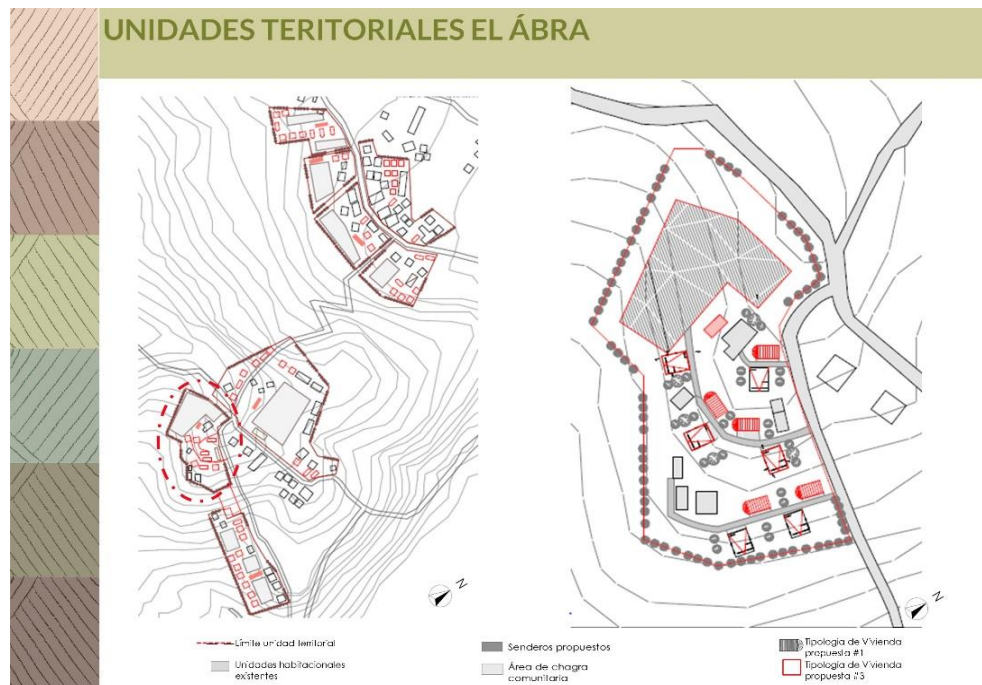 UNIDADES TERITORIALES EL ÁBRA
N
N
Límite unidad territorial
Unidades habitacionales
existentes
Senderos propuestos
Área de chagra
comunitaria
Tipología de Vivienda
propuesta #1
Tipología de Vivienda
propuesta #3